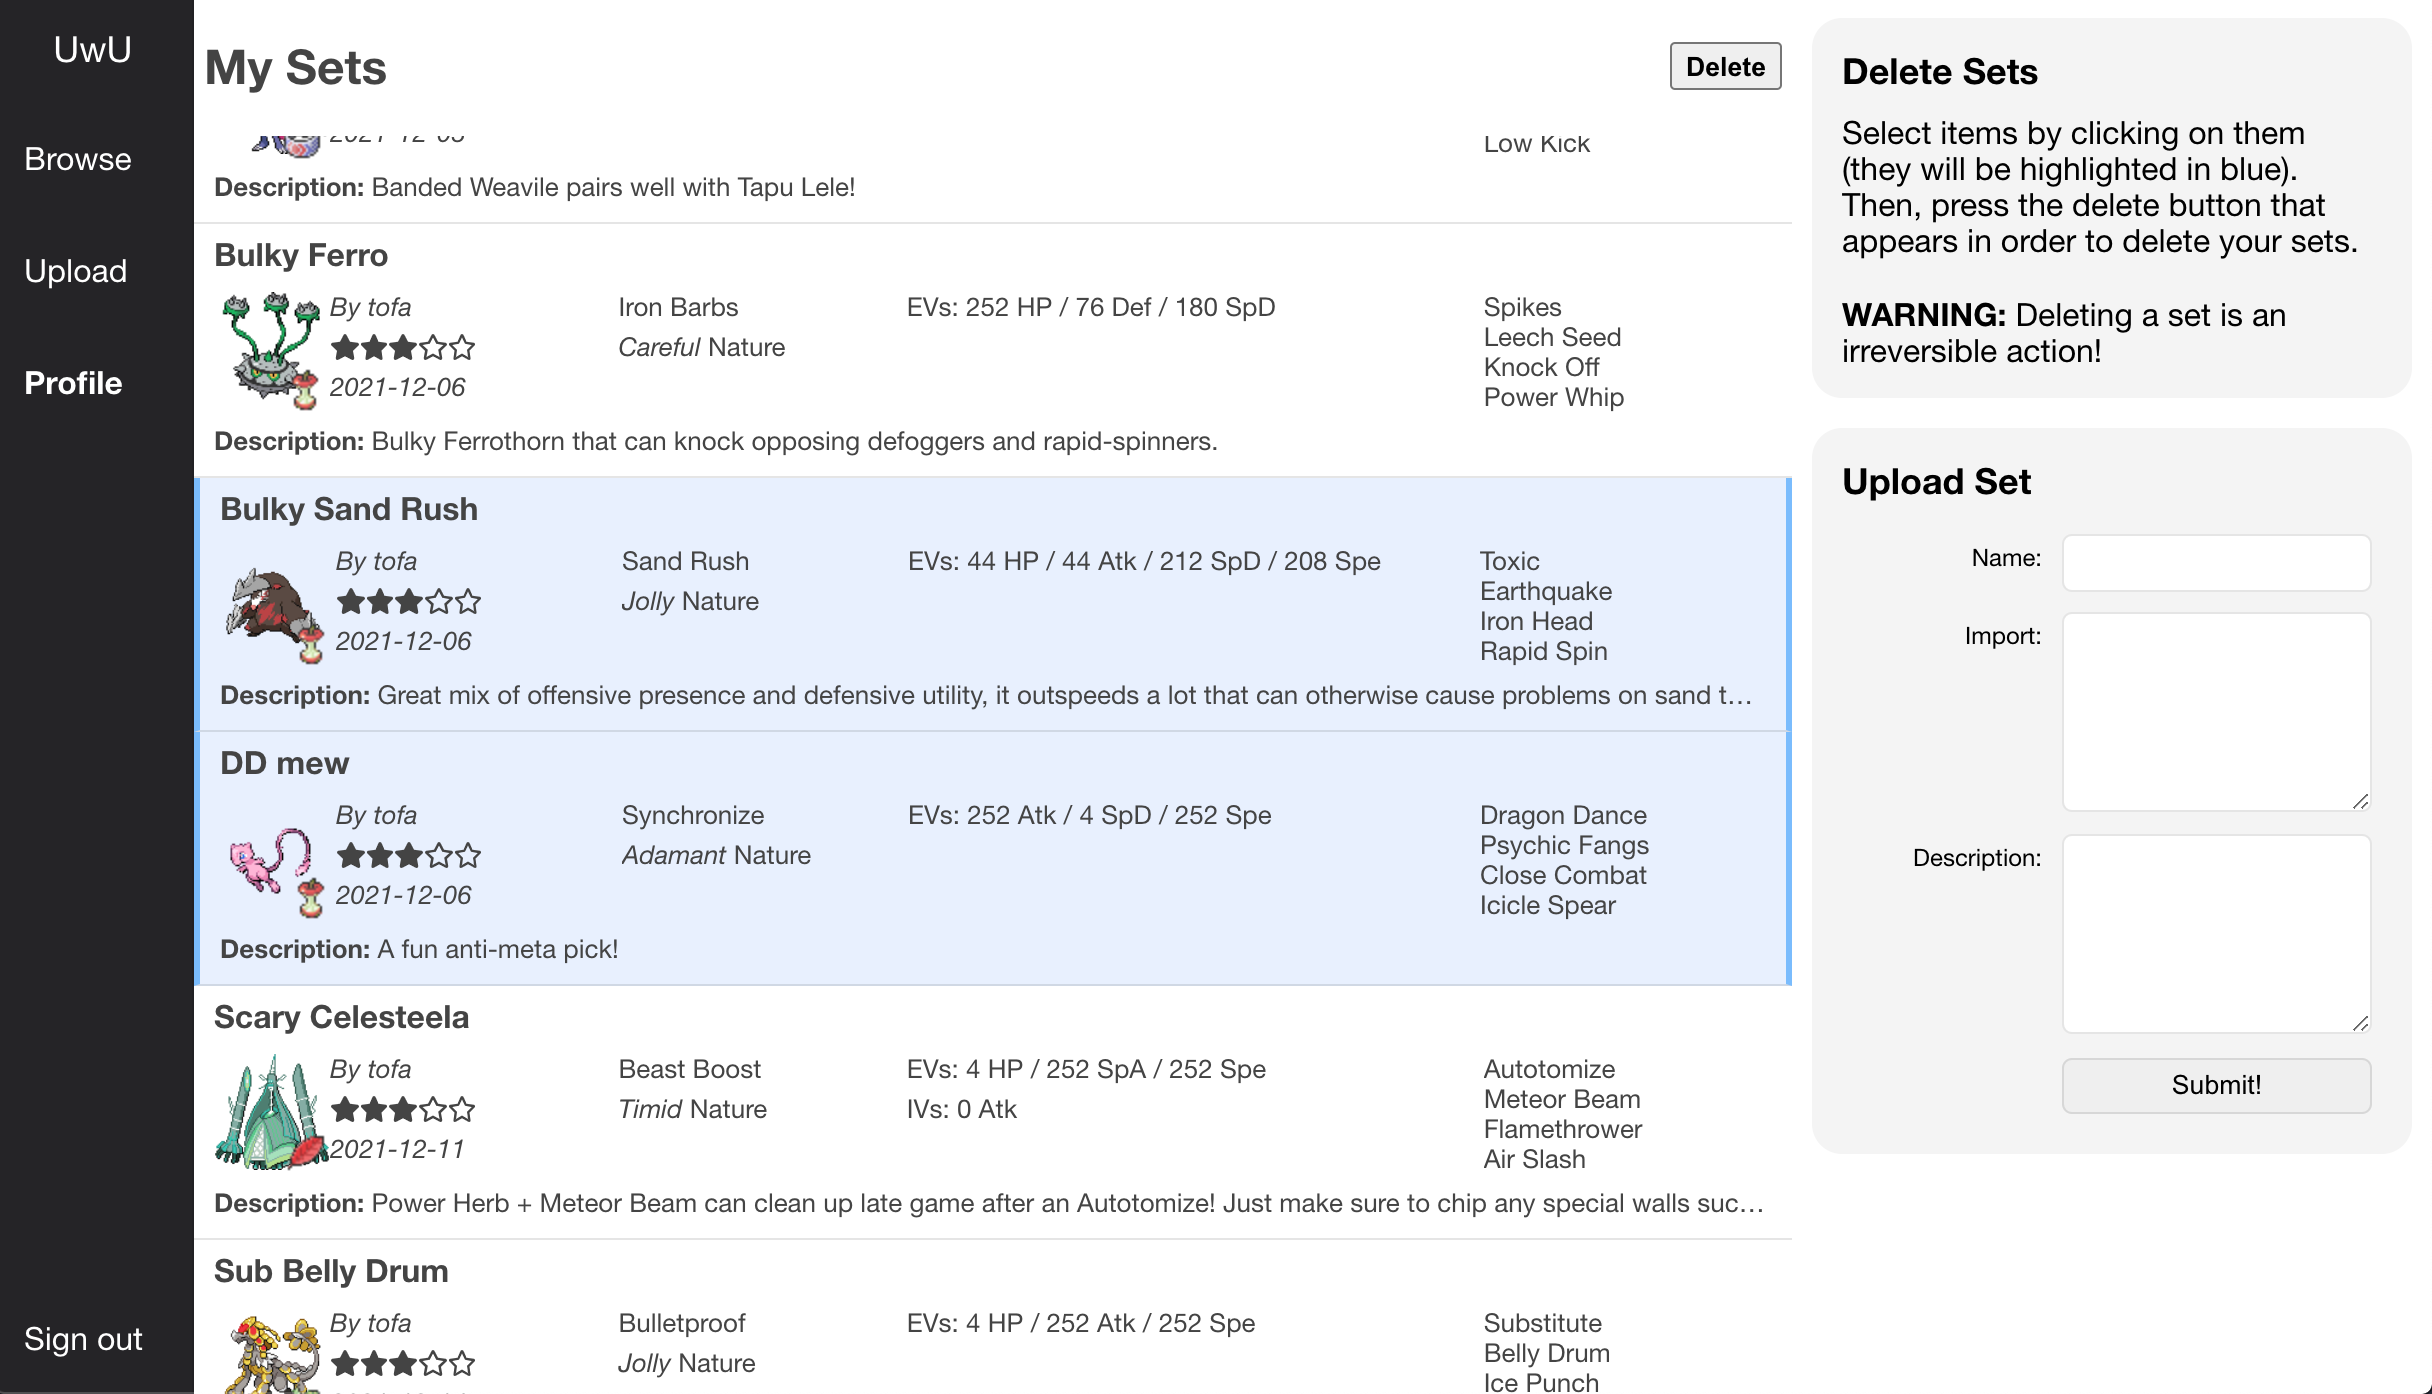 UwU
Browse
Upload
Profile
Sign out
My Sets
Delete
2021-12-05
Low Kick
Description: Banded Weavile pairs well with Tapu Lele!
Bulky Ferro
By tofa
2021-12-06
Iron Barbs
Careful Nature
EVs: 252 HP / 76 Def / 180 SpD
Spikes
Leech Seed
Knock Off
Power Whip
Description: Bulky Ferrothorn that can knock opposing defoggers and rapid-spinners.
Bulky Sand Rush
By tofa
2021-12-06
Sand Rush
Jolly Nature
EVs: 44 HP / 44 Atk / 212 SpD / 208 Spe
Toxic
Earthquake
Iron Head
Rapid Spin
Description: Great mix of offensive presence and defensive utility, it outspeeds a lot that can otherwise cause problems on sand t…
DD mew
By tofa
2021-12-06
Synchronize
Adamant Nature
EVs: 252 Atk / 4 SpD / 252 Spe
Dragon Dance
Psychic Fangs
Close Combat
Icicle Spear
Description: A fun anti-meta pick!
Scary Celesteela
By tofa
2021-12-11
Beast Boost
Timid Nature
EVs: 4 HP / 252 SpA / 252 Spe
IVs: 0 Atk
Autotomize
Meteor Beam
Flamethrower
Air Slash
Description: Power Herb + Meteor Beam can clean up late game after an Autotomize! Just make sure to chip any special walls suc…
Sub Belly Drum
By tofa
Bulletproof
Jolly Nature
EVs: 4 HP / 252 Atk / 252 Spe
Substitute
Belly Drum
Ice Punch
Delete Sets
Select items by clicking on them
(they will be highlighted in blue).
Then, press the delete button that
appears in order to delete your sets.
WARNING: Deleting a set is an
irreversible action!
Upload Set
Name:
Import:
Description:
Submit!